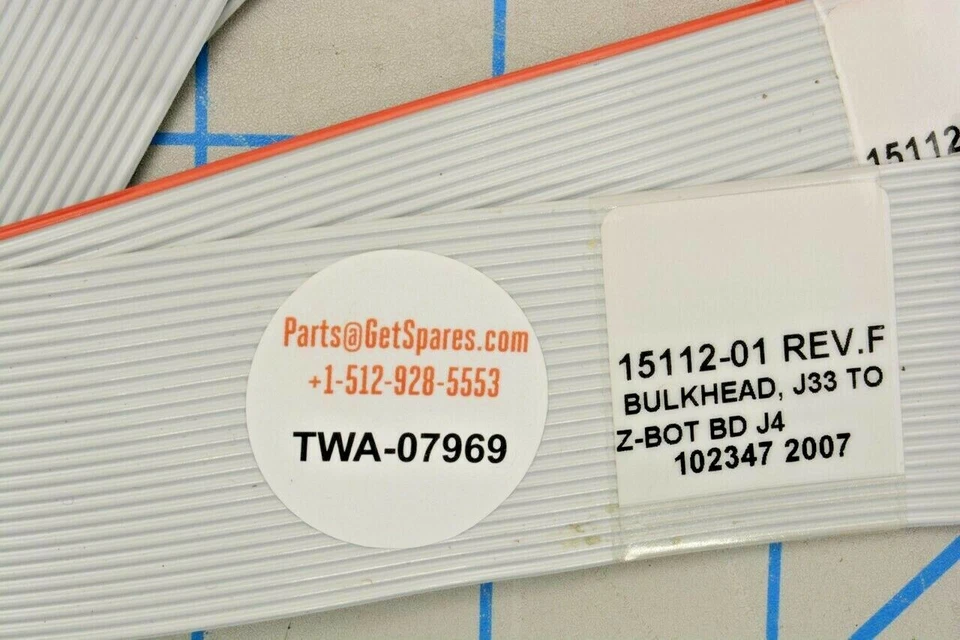 15112
Parts@GetSpares.com
+1-512-928-5553
TWA-07969
15112-01 REV.F
BULKHEAD, J33 TO
Z-BOT BD J4
102347 2007